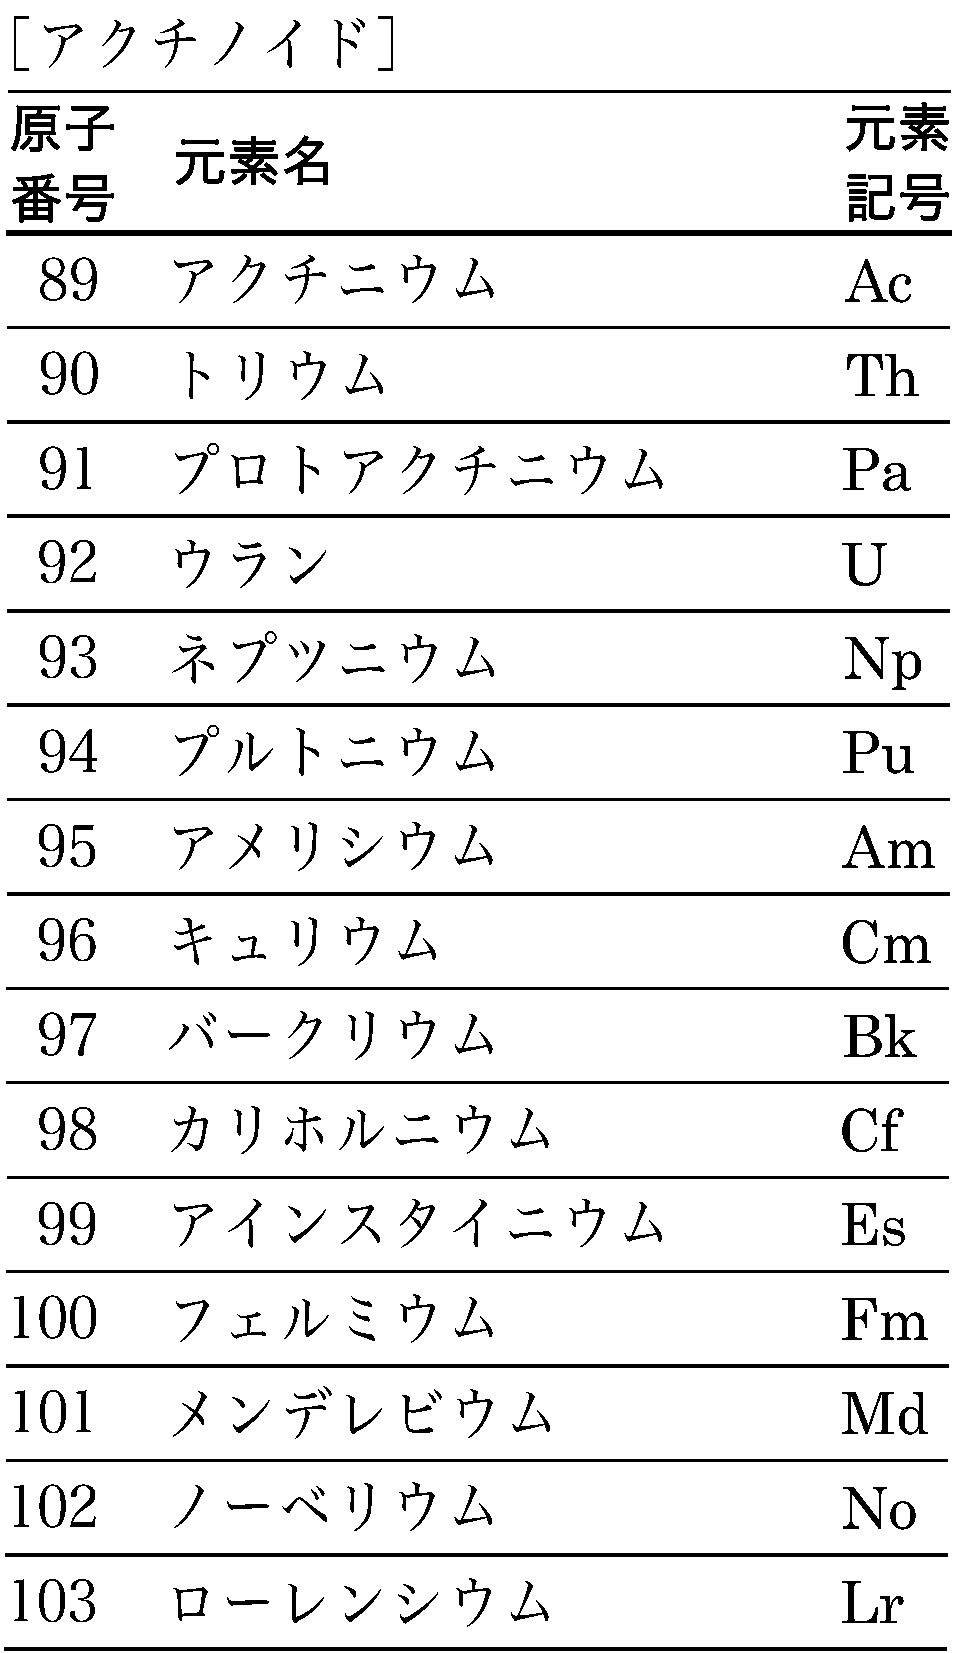 ［アクチノイド］
原子番号 元素名 元素記号
89 アクチニウム Ac
90 トリウム Th
91 プロトアクチニウム Pa
92 ウラン U
93 ネプツニウム Np
94 プルトニウム Pu
95 アメリシウム Am
96 キュリウム Cm
97 バークリウム Bk
98 カリホルニウム Cf
99 アインスタイニウム Es
100 フェルミウム Fm
101 メンデレビウム Md
102 ノーベリウム No
103 ローレンシウム Lr